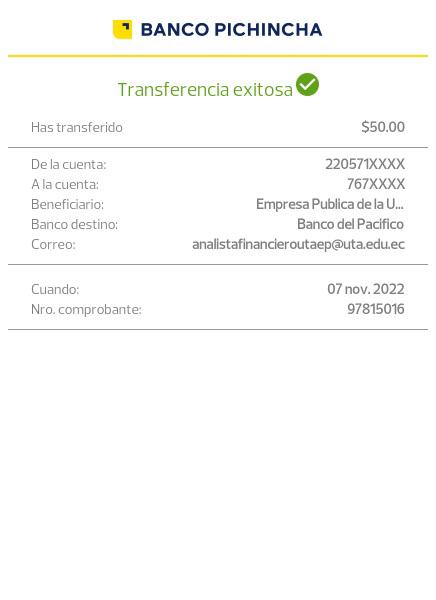 BANCO PICHINCHA
Transferencia exitosa
Has transferido $50.00
De la cuenta: 220571XXXX
A la cuenta: 767XXXX
Beneficiario: Empresa Publica de la U...
Banco destino: Banco del Pacifico
Correo: analistafinancieroutaep@uta.edu.ec
Cuando: 07 nov. 2022
Nro. comprobante: 97815016